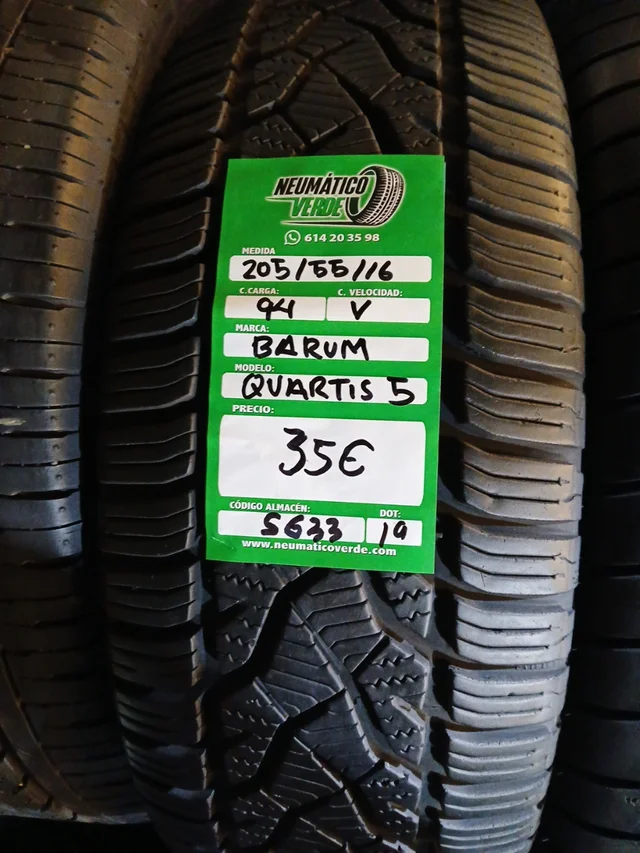 NEUMÁTICO
VERDE
614 20 35 98
MEDIDA
205/55/16
C.CARGA: C. VELOCIDAD:
94 V
MARCA:
BARUM
MODELO:
QUARTIS 5
PRECIO:
35€
CÓDIGO ALMACÉN: DOT:
5633 19
www.neumaticoverde.com